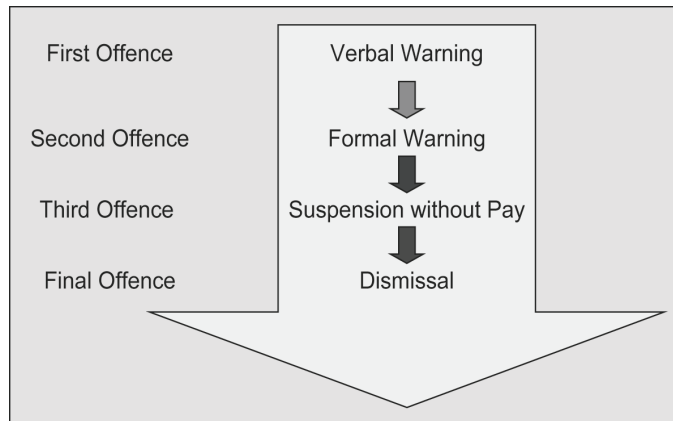 First Offence Verbal Warning
Second Offence Formal Warning
Third Offence Suspension without Pay
Final Offence Dismissal